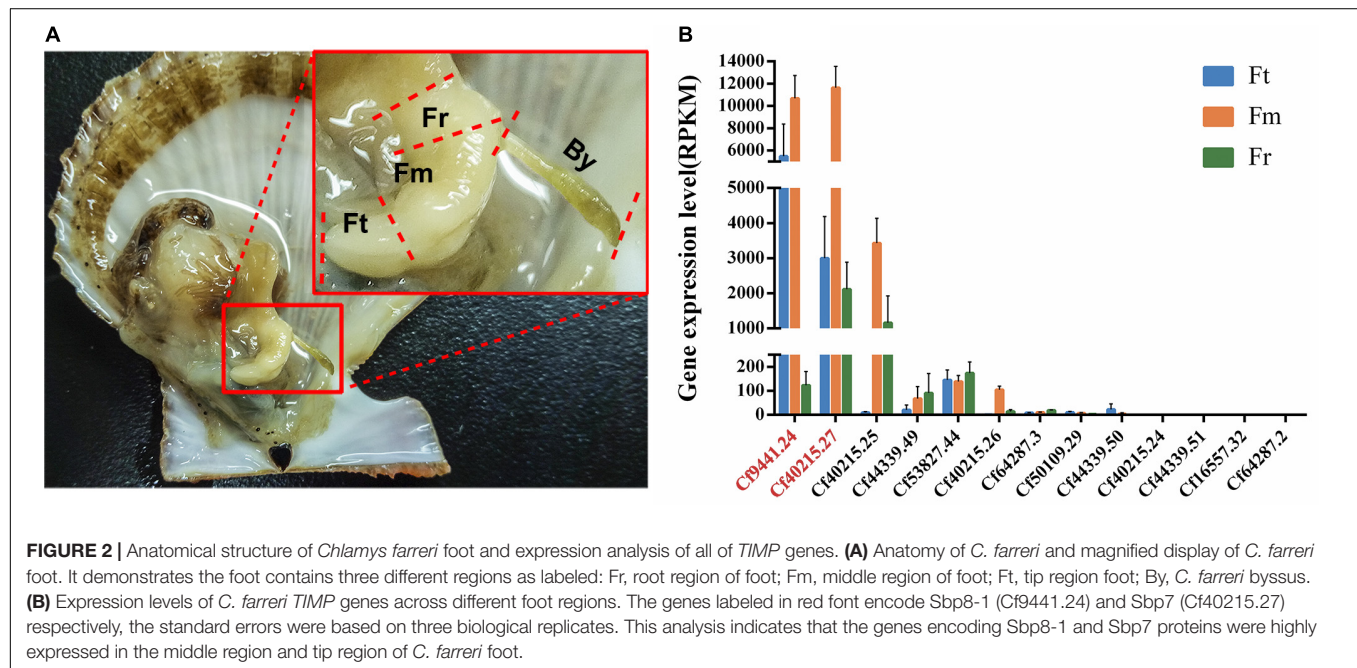 A
Fr
Fm
By
Ft
B
Gene expression level(RPKM)
14000
12000
10000
8000
6000
5000
4000
3000
2000
1000
200
100
0
Ft
Fm
Fr
Cf9441.24
Cf40215.27
Cf40215.25
Cf44339.49
Cf53827.44
Cf40215.26
Cf64287.3
Cf50109.29
Cf44339.50
Cf40215.24
Cf44339.51
Cf16557.32
Cf64287.2
FIGURE 2 | Anatomical structure of Chlamys farreri foot and expression analysis of all of TIMP genes. (A) Anatomy of C. farreri and magnified display of C. farreri
foot. It demonstrates the foot contains three different regions as labeled: Fr, root region of foot; Fm, middle region of foot; Ft, tip region foot; By, C. farreri byssus.
(B) Expression levels of C. farreri TIMP genes across different foot regions. The genes labeled in red font encode Sbp8-1 (Cf9441.24) and Sbp7 (Cf40215.27)
respectively, the standard errors were based on three biological replicates. This analysis indicates that the genes encoding Sbp8-1 and Sbp7 proteins were highly
expressed in the middle region and tip region of C. farreri foot.